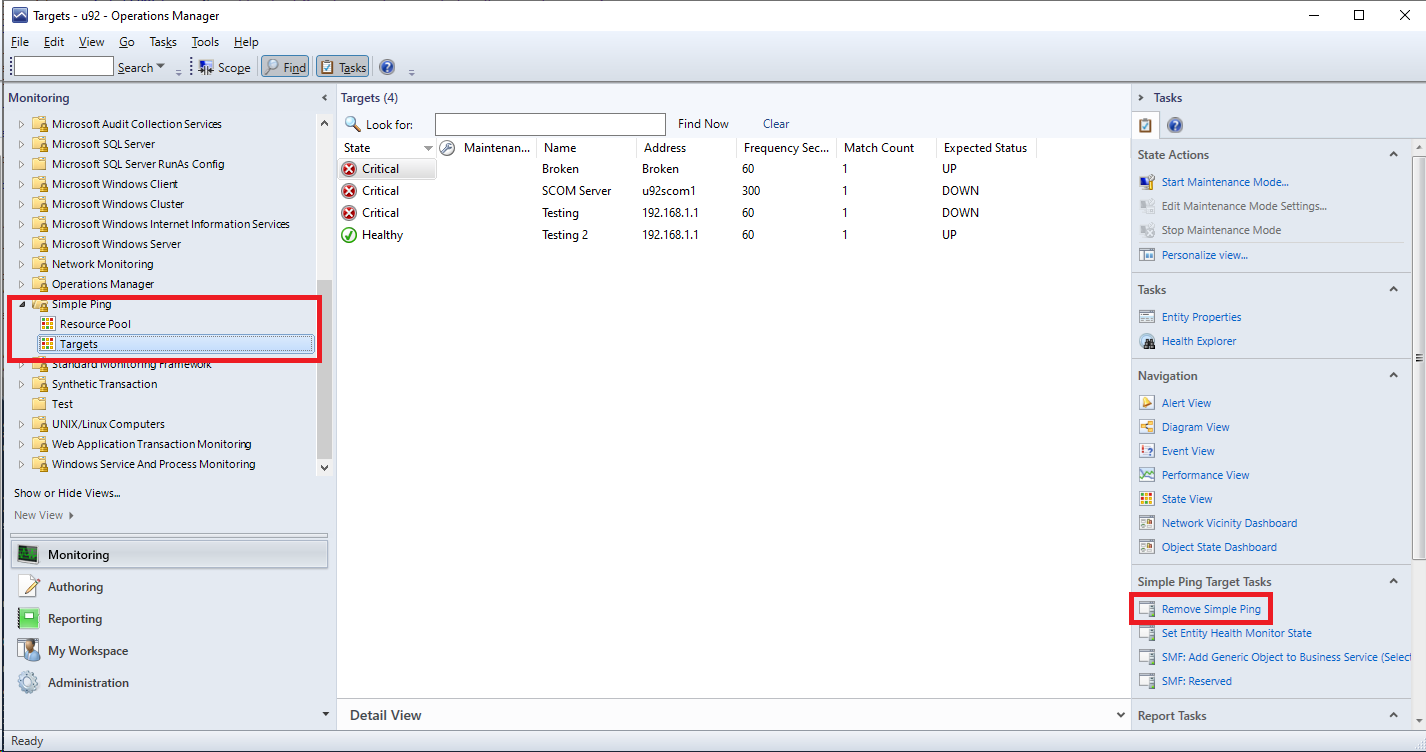 Targets - u92 - Operations Manager
File Edit View Go Tasks Tools Help
Search Scope Find Tasks
Monitoring
Microsoft Audit Collection Services
Microsoft SQL Server
Microsoft SQL Server RunAs Config
Microsoft Windows Client
Microsoft Windows Cluster
Microsoft Windows Internet Information Services
Microsoft Windows Server
Network Monitoring
Operations Manager
Simple Ping
Resource Pool
Targets
Standard Monitoring Framework
Synthetic Transaction
Test
UNIX/Linux Computers
Web Application Transaction Monitoring
Windows Service And Process Monitoring
Show or Hide Views...
New View
Monitoring
Authoring
Reporting
My Workspace
Administration
Targets (4)
Look for: Find Now Clear
State Maintenan... Name Address Frequency Sec... Match Count Expected Status
Critical Broken Broken 60 1 UP
Critical SCOM Server u92scom1 300 1 DOWN
Critical Testing 192.168.1.1 60 1 DOWN
Healthy Testing 2 192.168.1.1 60 1 UP
Detail View
Tasks
State Actions
Start Maintenance Mode...
Edit Maintenance Mode Settings...
Stop Maintenance Mode
Personalize view...
Tasks
Entity Properties
Health Explorer
Navigation
Alert View
Diagram View
Event View
Performance View
State View
Network Vicinity Dashboard
Object State Dashboard
Simple Ping Target Tasks
Remove Simple Ping
Set Entity Health Monitor State
SMF: Add Generic Object to Business Service (Select
SMF: Reserved
Report Tasks
Ready